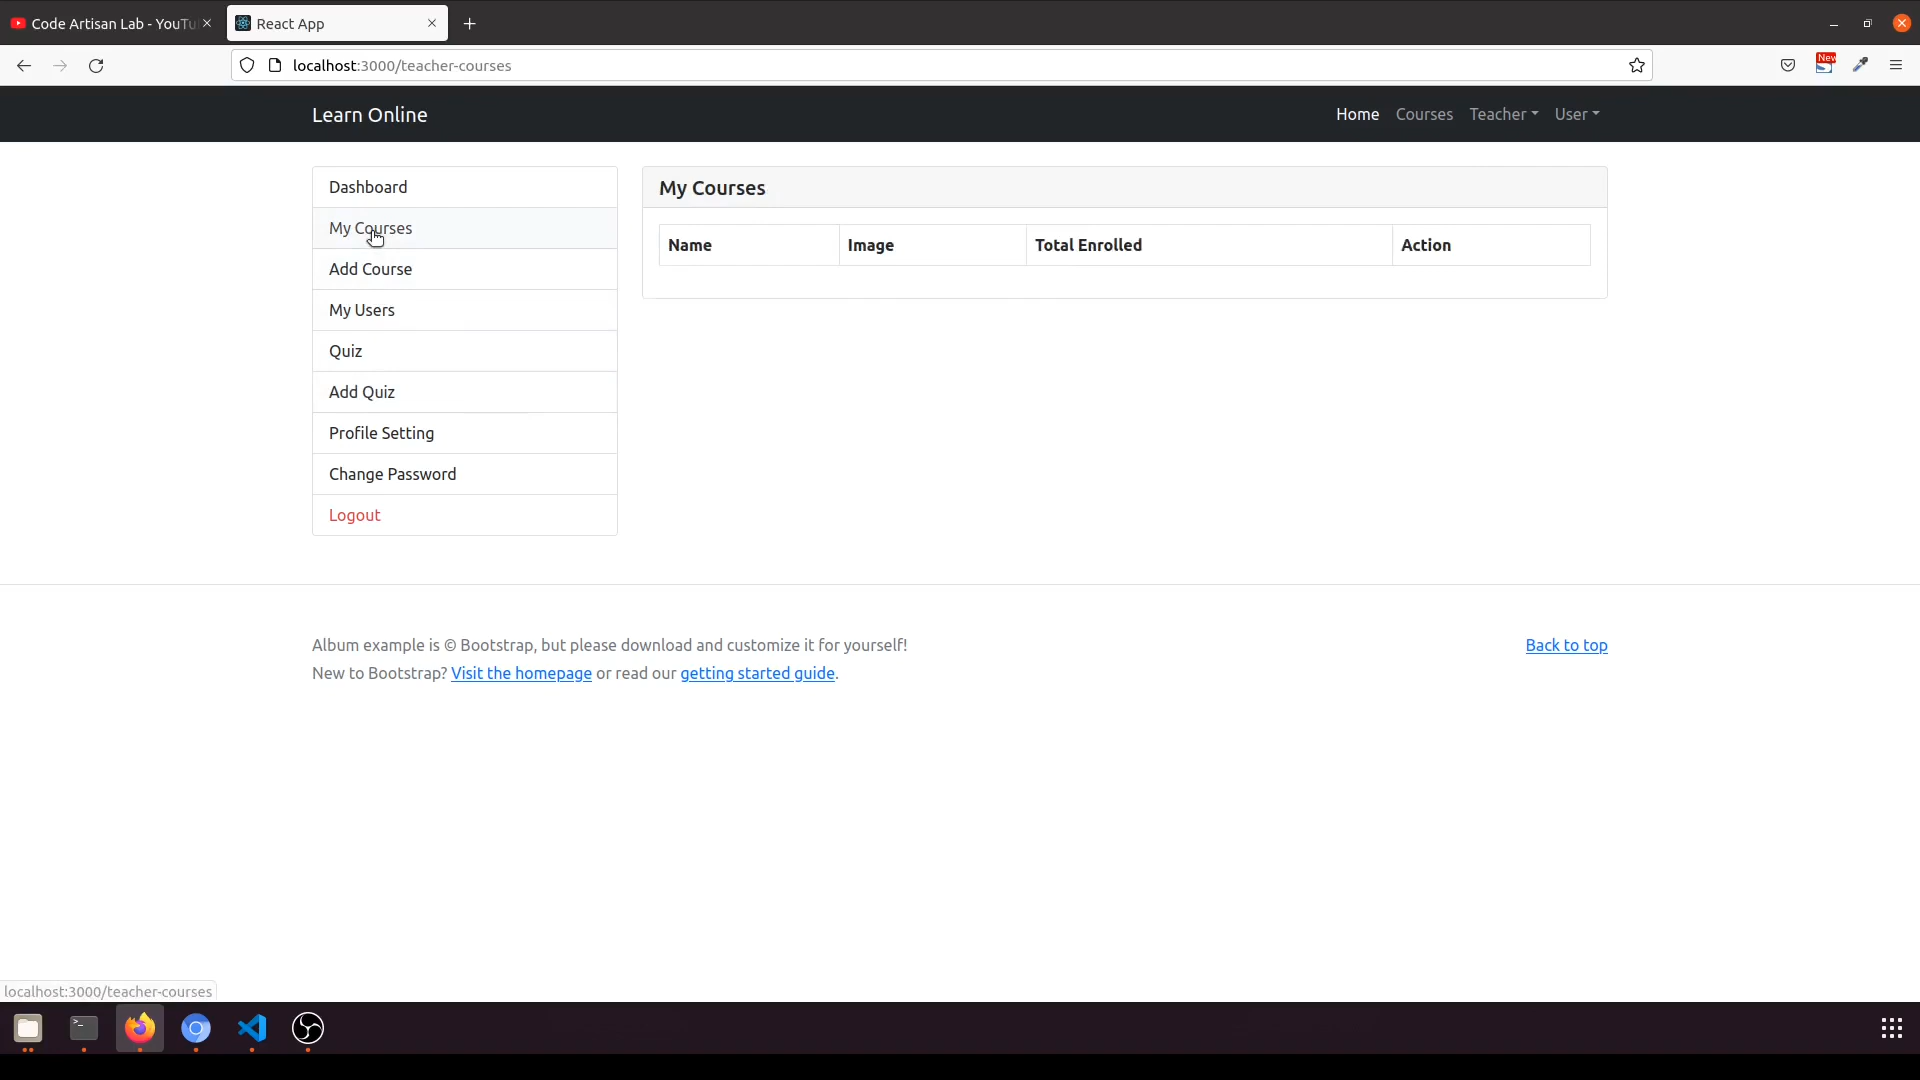 Code Artisan Lab - YouTu
React App
localhost:3000/teacher-courses
New
Learn Online
Home Courses Teacher User
Dashboard
My Courses
Add Course
My Users
Quiz
Add Quiz
Profile Setting
Change Password
Logout
My Courses
Name Image Total Enrolled Action
Album example is © Bootstrap, but please download and customize it for yourself!
New to Bootstrap? Visit the homepage or read our getting started guide.
Back to top
localhost:3000/teacher-courses